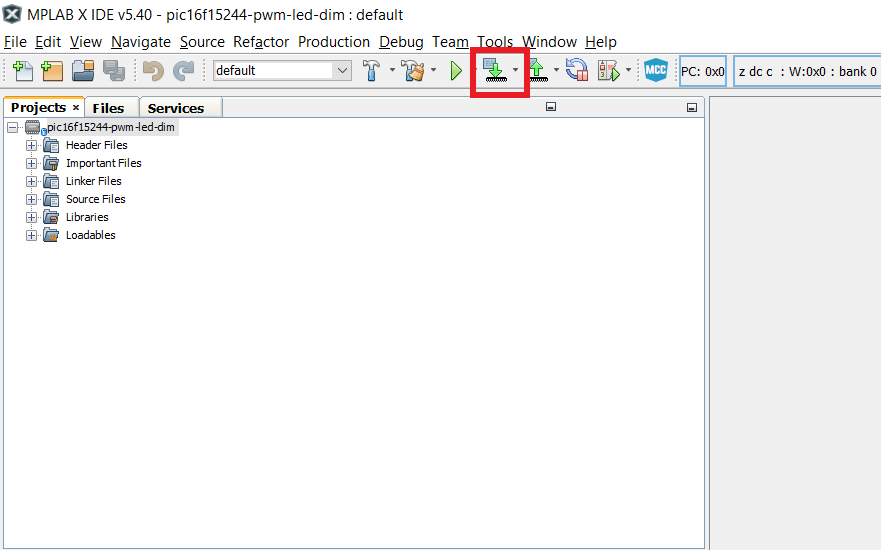 MPLAB X IDE v5.40 - pic16f15244-pwm-led-dim : default
File Edit View Navigate Source Refactor Production Debug Team Tools Window Help
default MCC PC: 0x0 z dc c : W:0x0 : bank 0
Projects × Files Services
pic16f15244-pwm-led-dim
Header Files
Important Files
Linker Files
Source Files
Libraries
Loadables